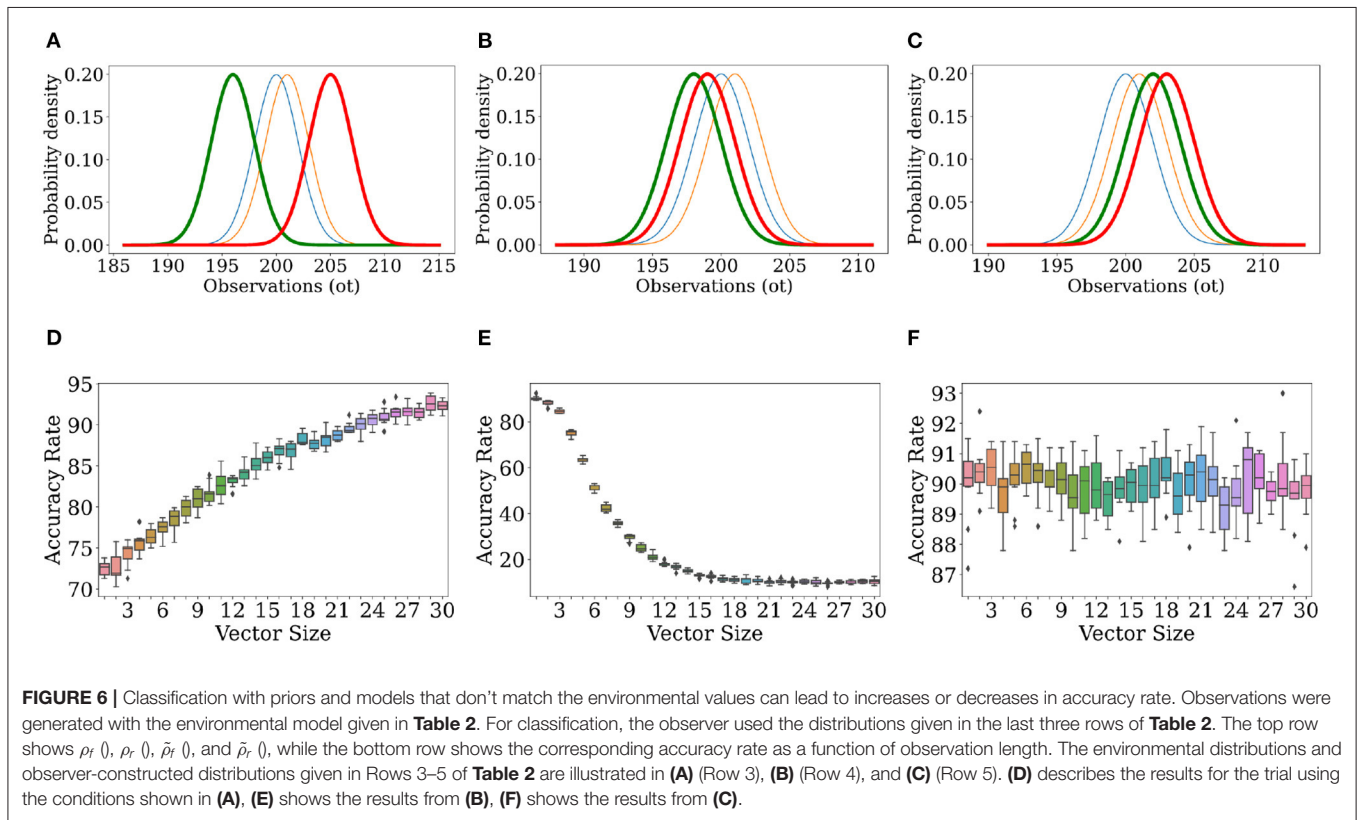 A
B
C
Probability density
0.20
0.15
0.10
0.05
0.00
185 190 195 200 205 210 215
Observations (ot)
Probability density
0.20
0.15
0.10
0.05
0.00
190 195 200 205 210
Observations (ot)
Probability density
0.20
0.15
0.10
0.05
0.00
190 195 200 205 210
Observations (ot)
D
E
F
Accuracy Rate
95
90
85
80
75
70
3 6 9 12 15 18 21 24 27 30
Vector Size
Accuracy Rate
80
60
40
20
3 6 9 12 15 18 21 24 27 30
Vector Size
Accuracy Rate
93
92
91
90
89
88
87
3 6 9 12 15 18 21 24 27 30
Vector Size
FIGURE 6 | Classification with priors and models that don't match the environmental values can lead to increases or decreases in accuracy rate. Observations were
generated with the environmental model given in Table 2. For classification, the observer used the distributions given in the last three rows of Table 2. The top row
shows ρf (), ρr (), ρ̃f (), and ρ̃r (), while the bottom row shows the corresponding accuracy rate as a function of observation length. The environmental distributions and
observer-constructed distributions given in Rows 3–5 of Table 2 are illustrated in (A) (Row 3), (B) (Row 4), and (C) (Row 5). (D) describes the results for the trial using
the conditions shown in (A), (E) shows the results from (B), (F) shows the results from (C).